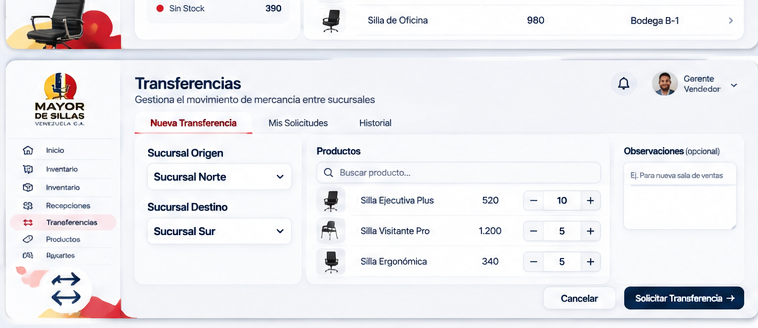 Sin Stock 390
Silla de Oficina 980 Bodega B-1
MAYOR
DE SILLAS
VENEZUELA C.A.
Inicio
Inventario
Inventario
Recepciones
Transferencias
Productos
Transferencias
Gestiona el movimiento de mercancía entre sucursales
Gerente
Vendedor
Nueva Transferencia Mis Solicitudes Historial
Sucursal Origen
Sucursal Norte
Sucursal Destino
Sucursal Sur
Productos
Buscar producto...
Silla Ejecutiva Plus 520 − 10 +
Silla Visitante Pro 1.200 − 5 +
Silla Ergonómica 340 − 5 +
Observaciones (opcional)
Ej. Para nueva sala de ventas
Cancelar
Solicitar Transferencia →